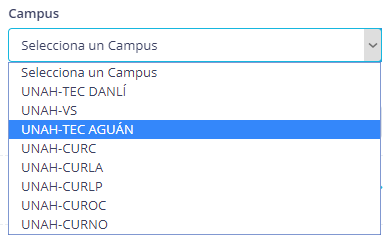 Campus
Selecciona un Campus
Selecciona un Campus
UNAH-TEC DANLÍ
UNAH-VS
UNAH-TEC AGUÁN
UNAH-CURC
UNAH-CURLA
UNAH-CURLP
UNAH-CUROC
UNAH-CURNO